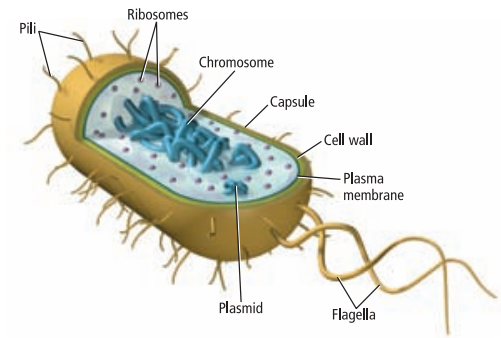 Ribosomes
Pili
Chromosome
Capsule
Cell wall
Plasma
membrane
Plasmid
Flagella